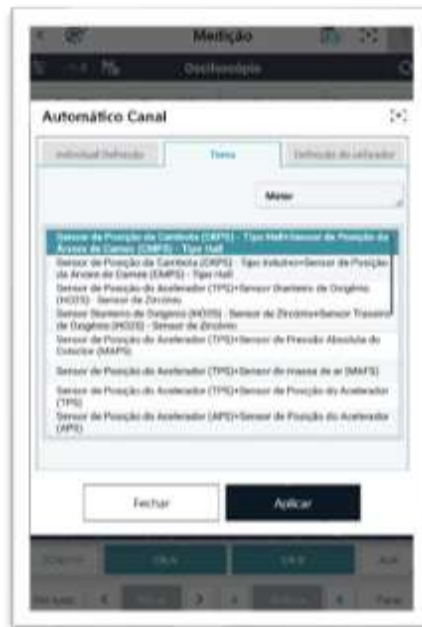 Medição
Osciloscópio
Automático Canal
Individual Definição
Tema
Definição do utilizador
Motor
Sensor de Posição da Cambota (CKPS) - Tipo Hall+Sensor de Posição da
Árvore de Cames (CMPS) - Tipo Hall
Sensor de Posição da Cambota (CKPS) - Tipo Indutivo+Sensor de Posição
da Árvore de Cames (CMPS) - Tipo Hall
Sensor de Posição do Acelerador (TPS)+Sensor Dianteiro de Oxigénio
(HO2S) - Sensor de Zircónio
Sensor Dianteiro de Oxigénio (HO2S) - Sensor de Zircónio+Sensor Traseiro
de Oxigénio (HO2S) - Sensor de Zircónio
Sensor de Posição do Acelerador (TPS)+Sensor de Pressão Absoluta do
Colector (MAPS)
Sensor de Posição do Acelerador (TPS)+Sensor de massa de ar (MAFS)
Sensor de Posição do Acelerador (TPS)+Sensor de Posição do Acelerador
(TPS)
Sensor de Posição do Acelerador (APS)+Sensor de Posição do Acelerador
(APS)
Fechar
Aplicar